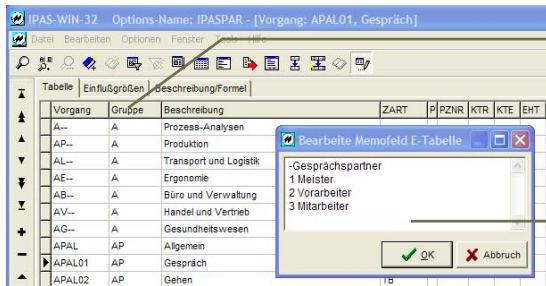 IPAS-WIN-32 Options-Name: IPASPAR - [Vorgang: APAL01, Gespräch]
Datei Bearbeiten Optionen Fenster Tools Hilfe
Tabelle Einflußgrößen Beschreibung/Formel
Vorgang Gruppe Beschreibung ZART P PZNR KTR KTE EHT
A-- A Prozess-Analysen
AP-- A Produktion
AL-- A Transport und Logistik
AE-- A Ergonomie
AB-- A Büro und Verwaltung
AV-- A Handel und Vertrieb
AG-- A Gesundheitswesen
APAL AP Allgemein
APAL01 AP Gespräch
APAL02 AP Gehen TB
Bearbeite Memofeld E-Tabelle
-Gesprächspartner
1 Meister
2 Vorarbeiter
3 Mitarbeiter
OK Abbruch